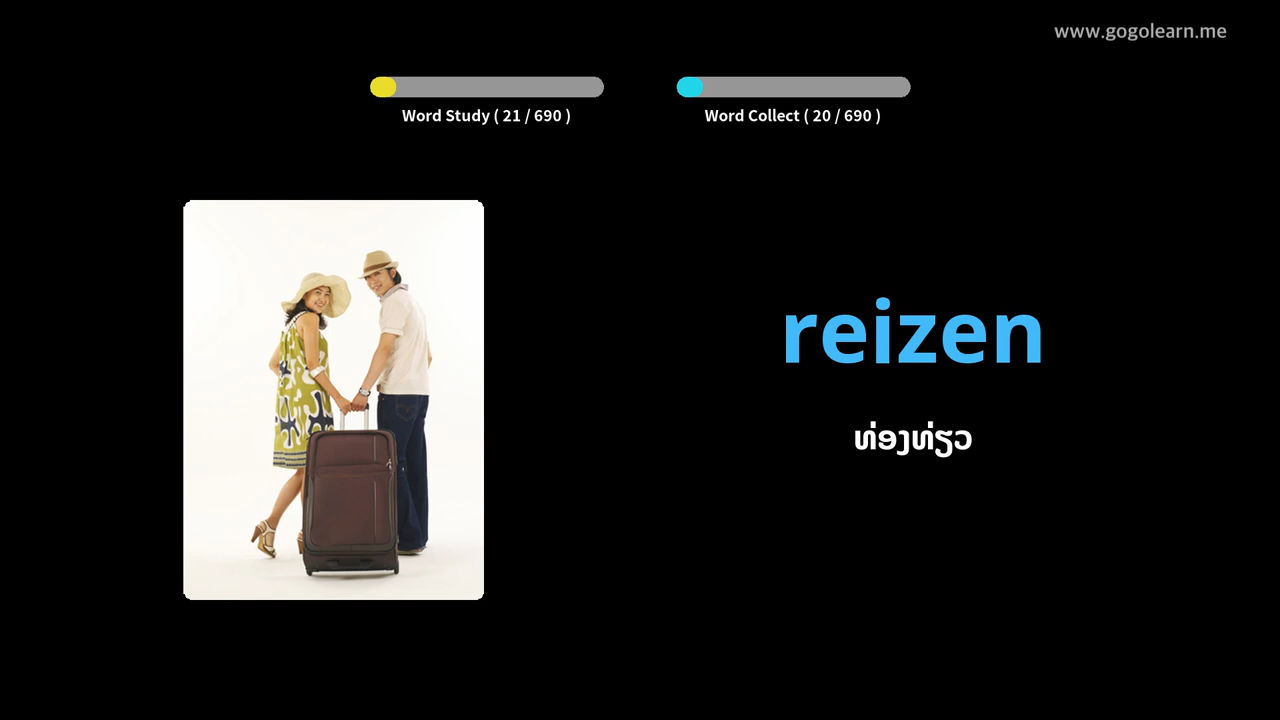 www.gogolearn.me
Word Study ( 21 / 690 )
Word Collect ( 20 / 690 )
reizen
ທ່ອງທ່ຽວ